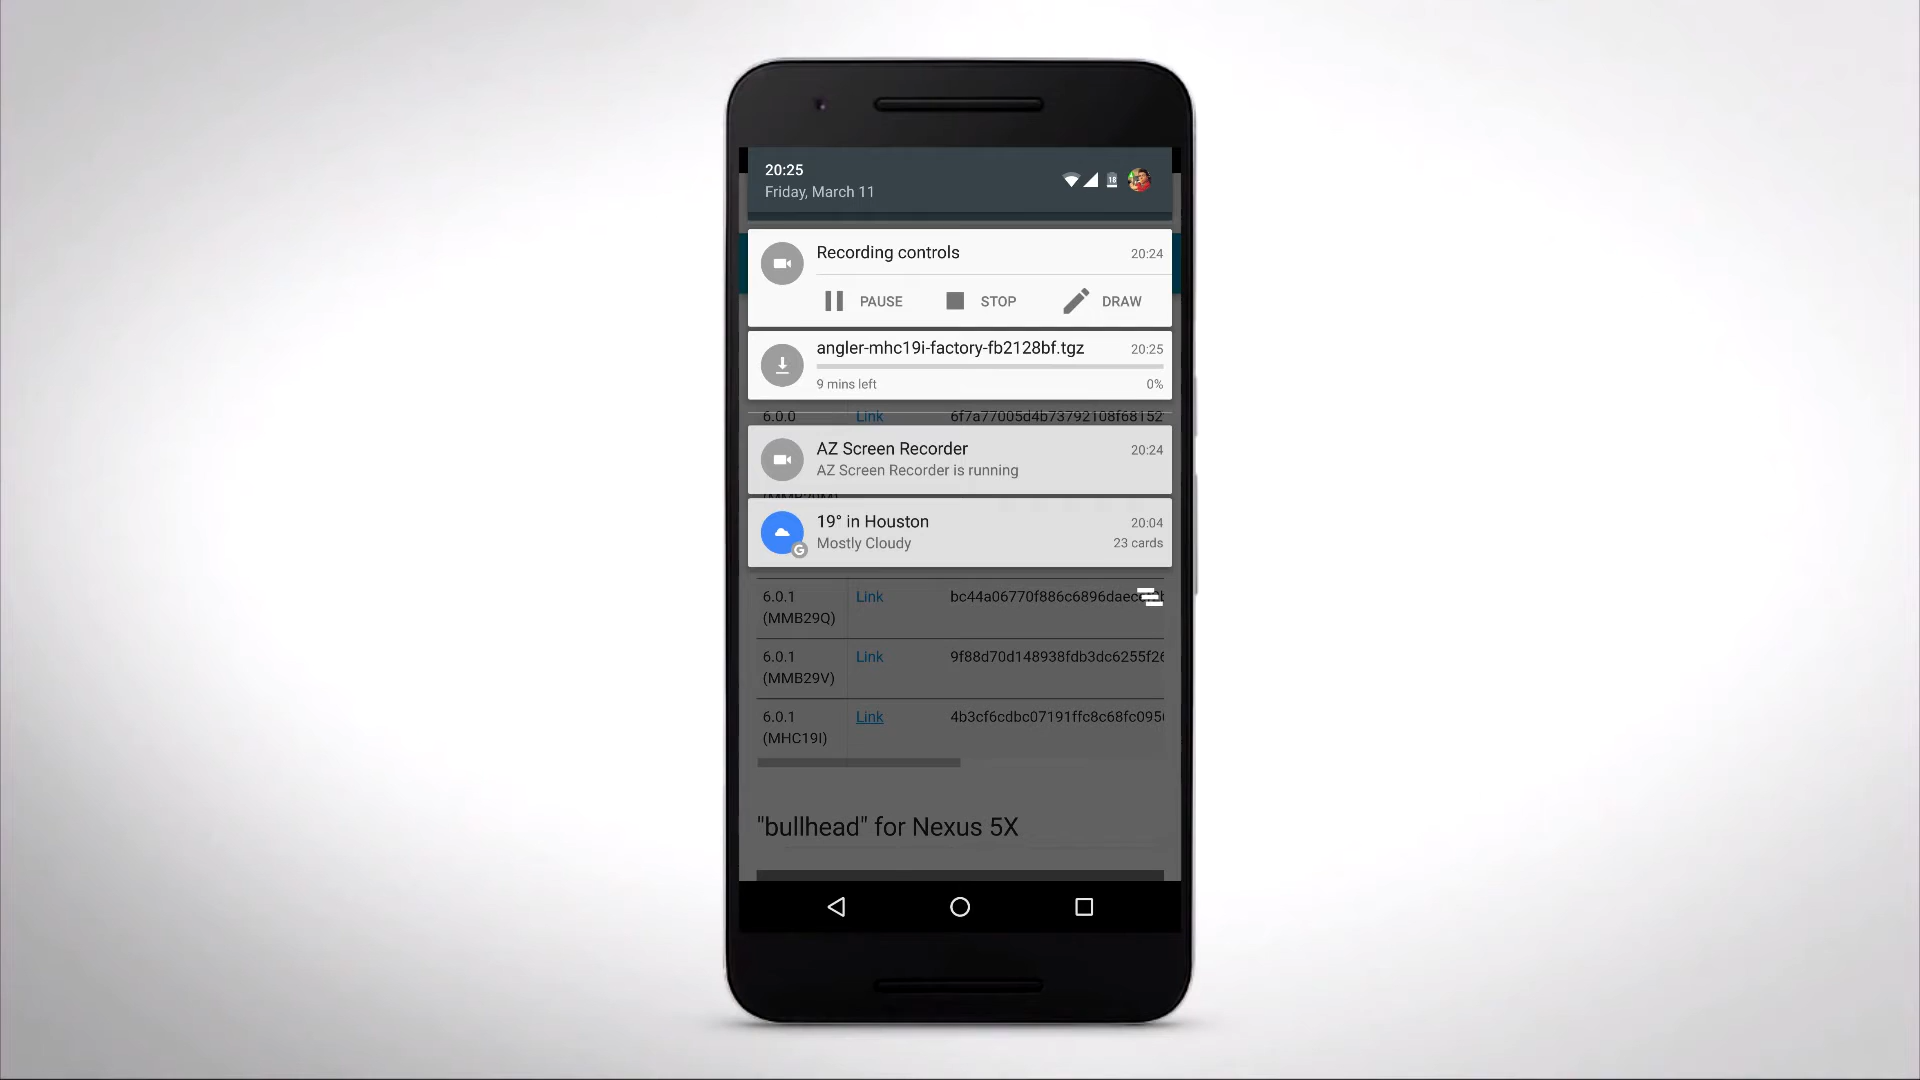 20:25
Friday, March 11
18
Recording controls
20:24
PAUSE
STOP
DRAW
angler-mhc19i-factory-fb2128bf.tgz
20:25
9 mins left
0%
6.0.0
Link
6f7a77005d4b73792108f68152
AZ Screen Recorder
20:24
AZ Screen Recorder is running
19° in Houston
20:04
Mostly Cloudy
23 cards
G
6.0.1
Link
(MMB29Q)
6.0.1
Link
9f88d70d148938fdb3dc6255f26
(MMB29V)
6.0.1
Link
4b3cf6cdbc07191ffc8c68fc095
(MHC19I)
"bullhead" for Nexus 5X